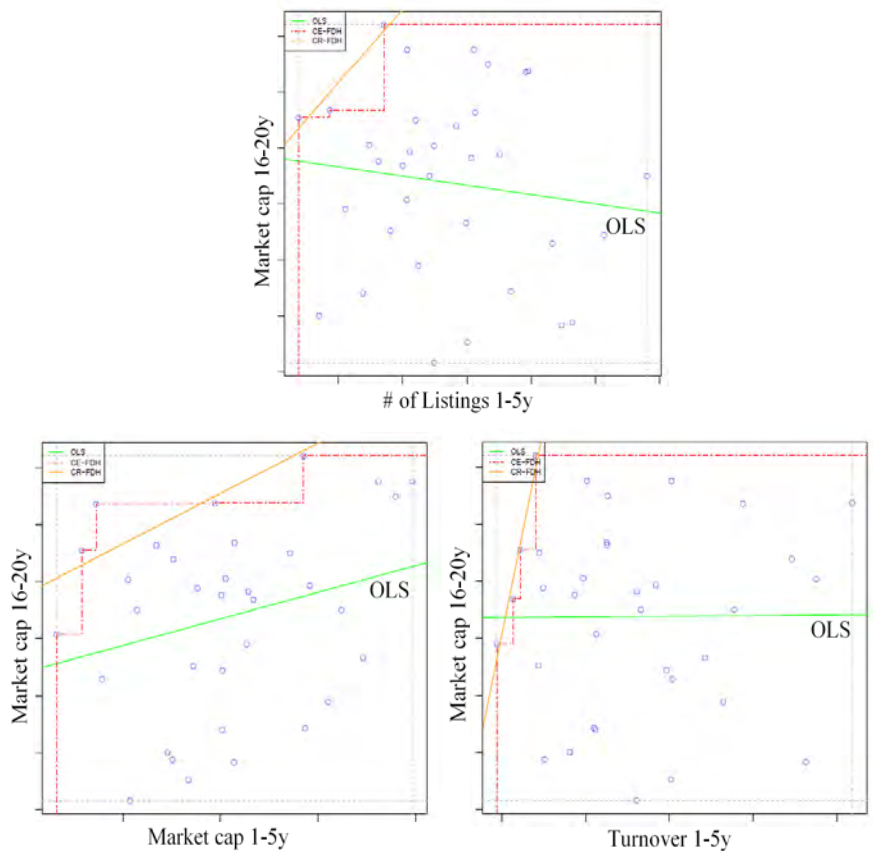 OLS
CE-FDH
CR-FDH
Market cap 16-20y
OLS
# of Listings 1-5y
OLS
CE-FDH
CR-FDH
Market cap 16-20y
OLS
Market cap 1-5y
OLS
CE-FDH
CR-FDH
Market cap 16-20y
OLS
Turnover 1-5y